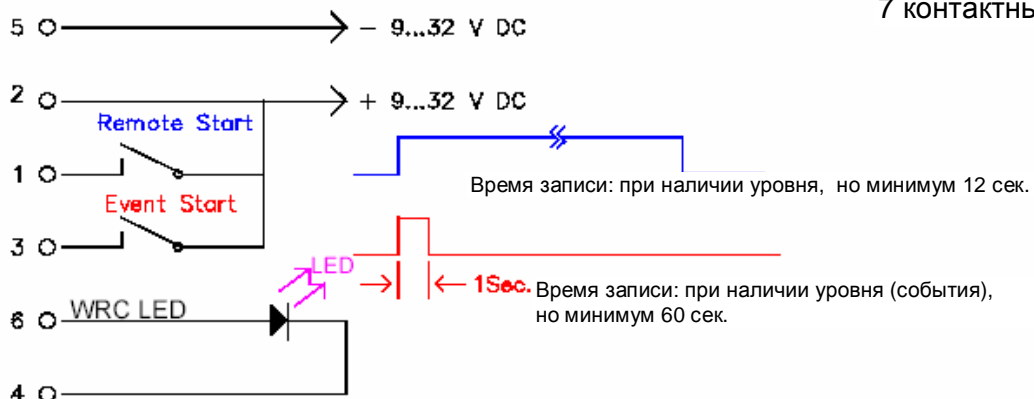 7 контактны
5 — 9...32 V DC
2 + 9...32 V DC
Remote Start
1
Время записи: при наличии уровня, но минимум 12 сек.
Event Start
3
LED
1Sec.
Время записи: при наличии уровня (события),
но минимум 60 сек.
6 WRC LED
4